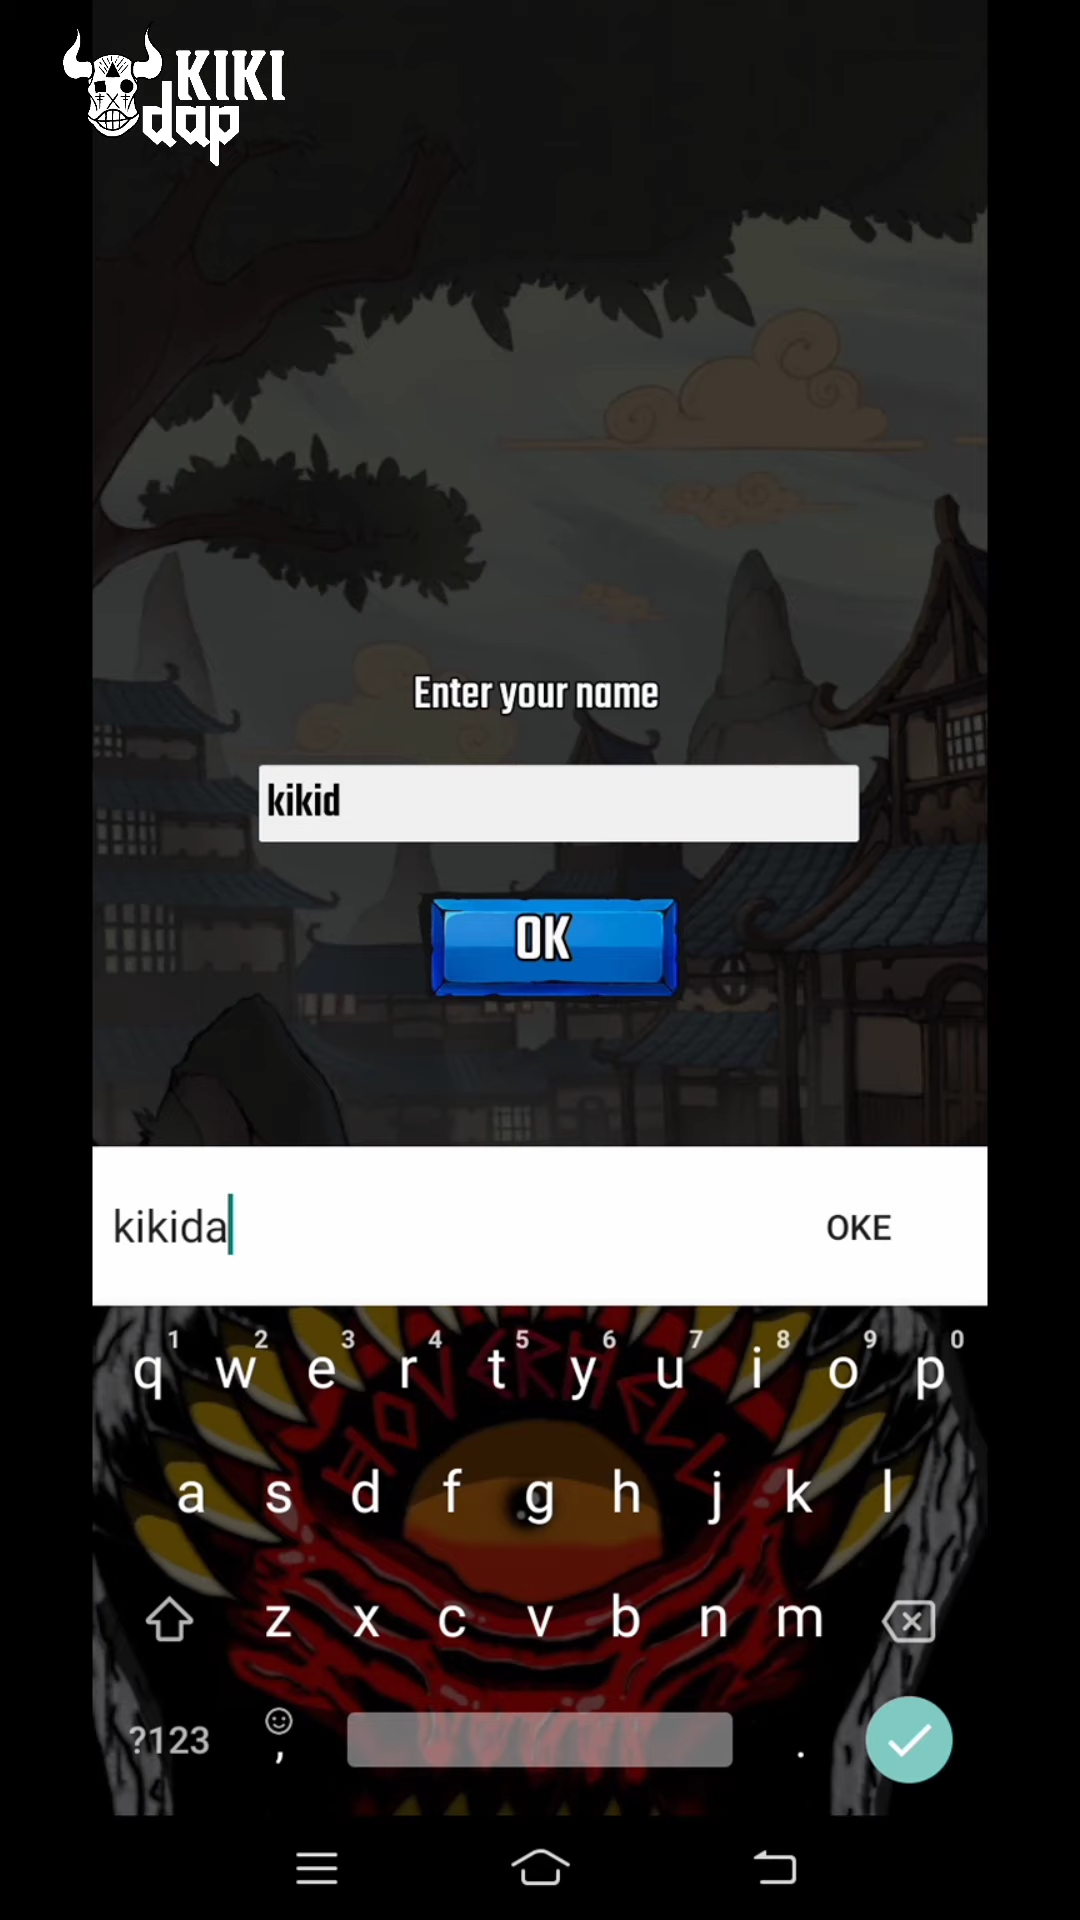 KIKI
dap
Enter your name
kikid
OK
kikida
OKE
1 2 3 4 5 6 7 8 9 0
q w e r t y u i o p
HOVERHELL
a s d f g h j k l
z x c v b n m
?123 , .